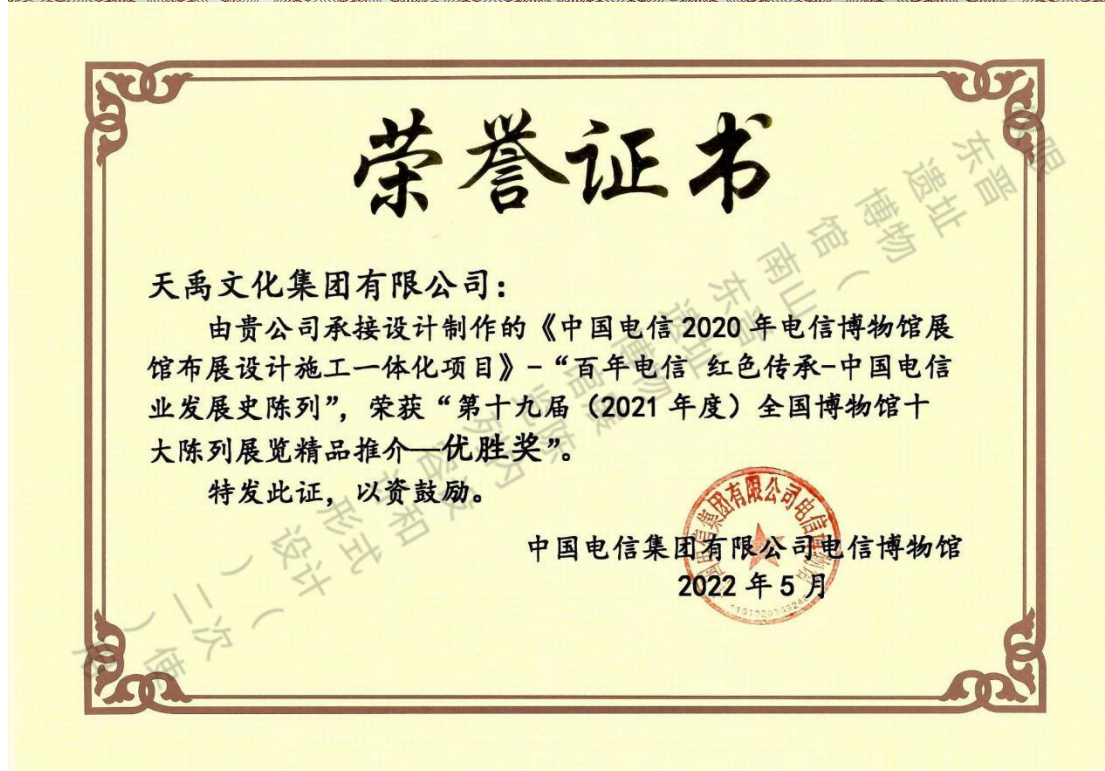 荣誉证书
天禹文化集团有限公司：
由贵公司承接设计制作的《中国电信2020年电信博物馆展
馆布展设计施工一体化项目》-“百年电信 红色传承-中国电信
业发展史陈列”，荣获“第十九届（2021年度）全国博物馆十
大陈列展览精品推介——优胜奖”。
特发此证，以资鼓励。
中国电信集团有限公司电信博物馆
2022年5月